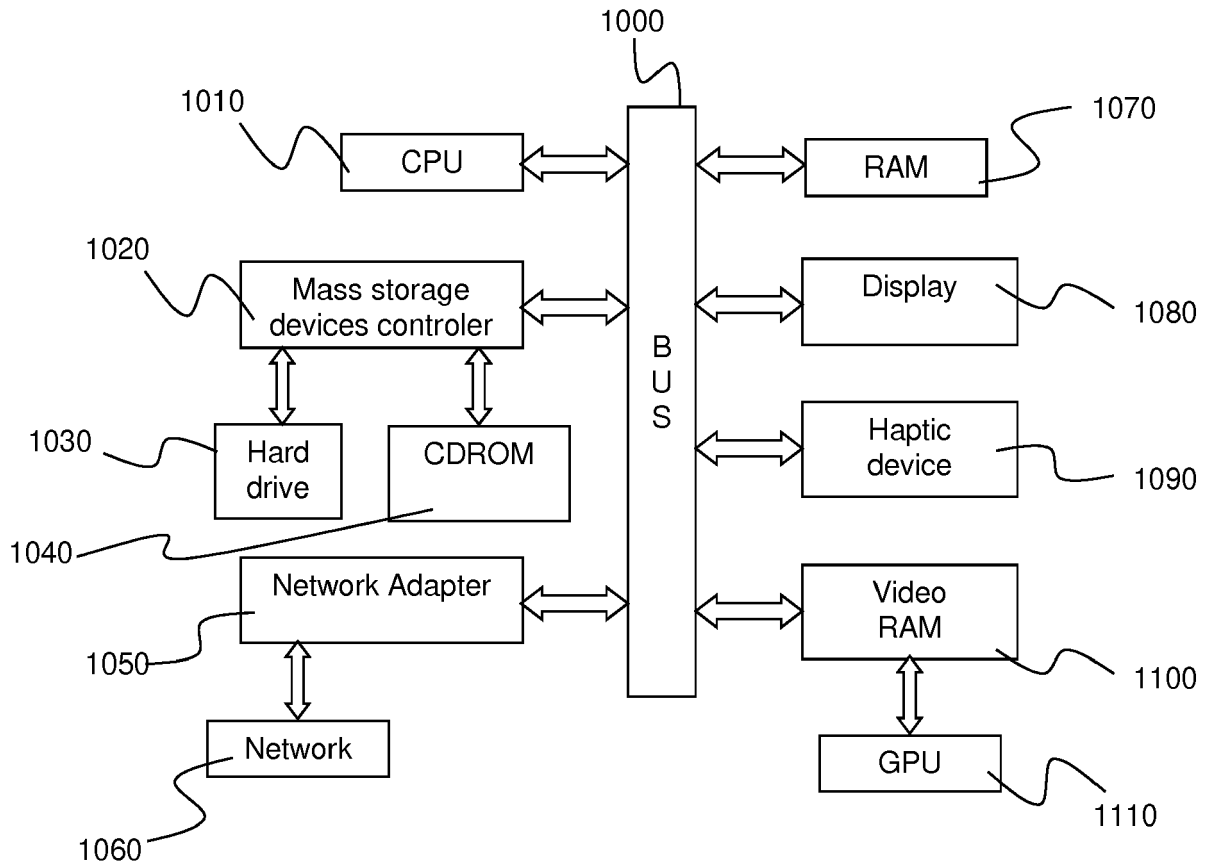 1000
1010
CPU
RAM
1070
1020
Mass storage
devices controler
Display
1080
B
U
S
1030
Hard
drive
CDROM
Haptic
device
1090
1040
Network Adapter
1050
Video
RAM
1100
Network
1060
GPU
1110